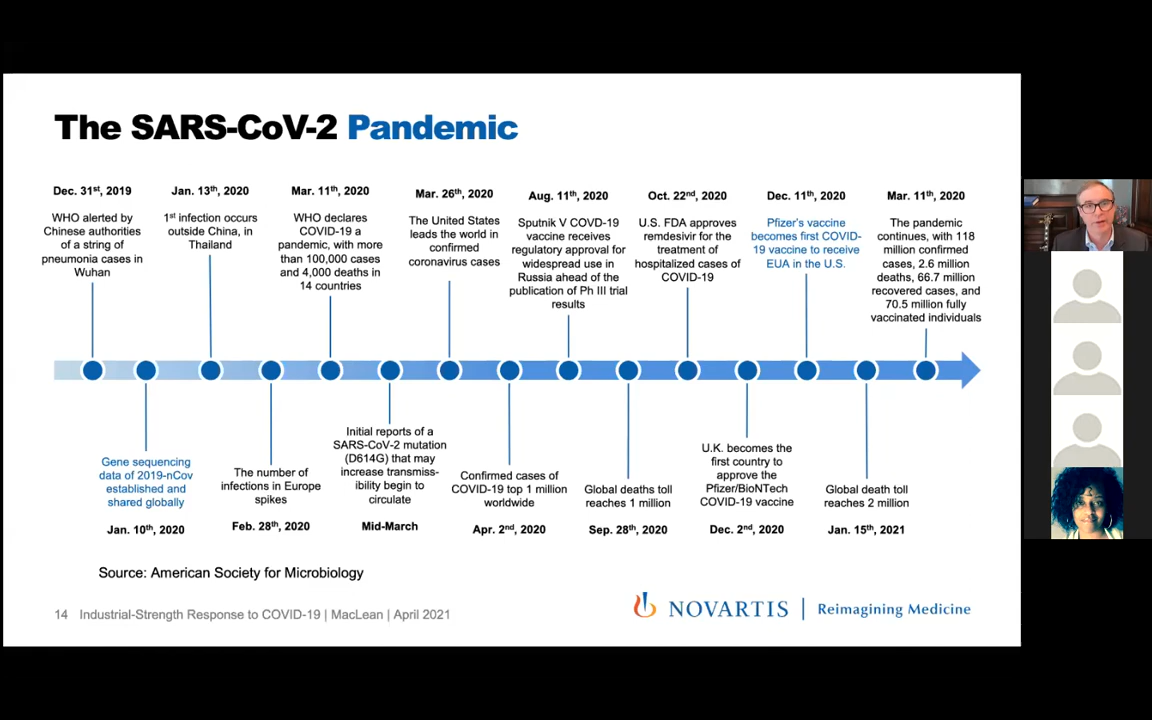 The SARS-CoV-2 Pandemic
Dec. 31st, 2019
WHO alerted by
Chinese authorities
of a string of
pneumonia cases in
Wuhan
Jan. 13th, 2020
1st infection occurs
outside China, in
Thailand
Mar. 11th, 2020
WHO declares
COVID-19 a
pandemic, with more
than 100,000 cases
and 4,000 deaths in
14 countries
Mar. 26th, 2020
The United States
leads the world in
confirmed
coronavirus cases
Aug. 11th, 2020
Sputnik V COVD-19
vaccine receives
regulatory approval for
widespread use in
Russia ahead of the
publication of Ph III trial
results
Oct. 22nd, 2020
U.S. FDA approves
remdesivir for the
treatment of
hospitalized cases of
COVID-19
Dec. 11th, 2020
Pfizer's vaccine
becomes first COVID-
19 vaccine to receive
EUA in the U.S.
Mar. 11th, 2020
The pandemic
continues, with 118
million confirmed
cases, 2.6 million
deaths, 66.7 million
recovered cases, and
70.5 million fully
vaccinated individuals
Gene sequencing
data of 2019-nCov
established and
shared globally
Jan. 10th, 2020
The number of
infections in Europe
spikes
Feb. 28th, 2020
Initial reports of a
SARS-CoV-2 mutation
(D614G) that may
increase transmiss-
ibility begin to
circulate
Mid-March
Confirmed cases of
COVID-19 top 1 million
worldwide
Apr. 2nd, 2020
Global deaths toll
reaches 1 million
Sep. 28th, 2020
U.K. becomes the
first country to
approve the
Pfizer/BioNTech
COVID-19 vaccine
Dec. 2nd, 2020
Global death toll
reaches 2 million
Jan. 15th, 2021
Source: American Society for Microbiology
14 Industrial-Strength Response to COVID-19 | MacLean | April 2021
NOVARTIS | Reimagining Medicine